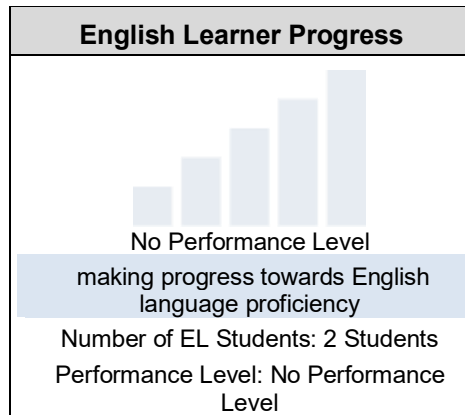 English Learner Progress
No Performance Level
making progress towards English
language proficiency
Number of EL Students: 2 Students
Performance Level: No Performance
Level